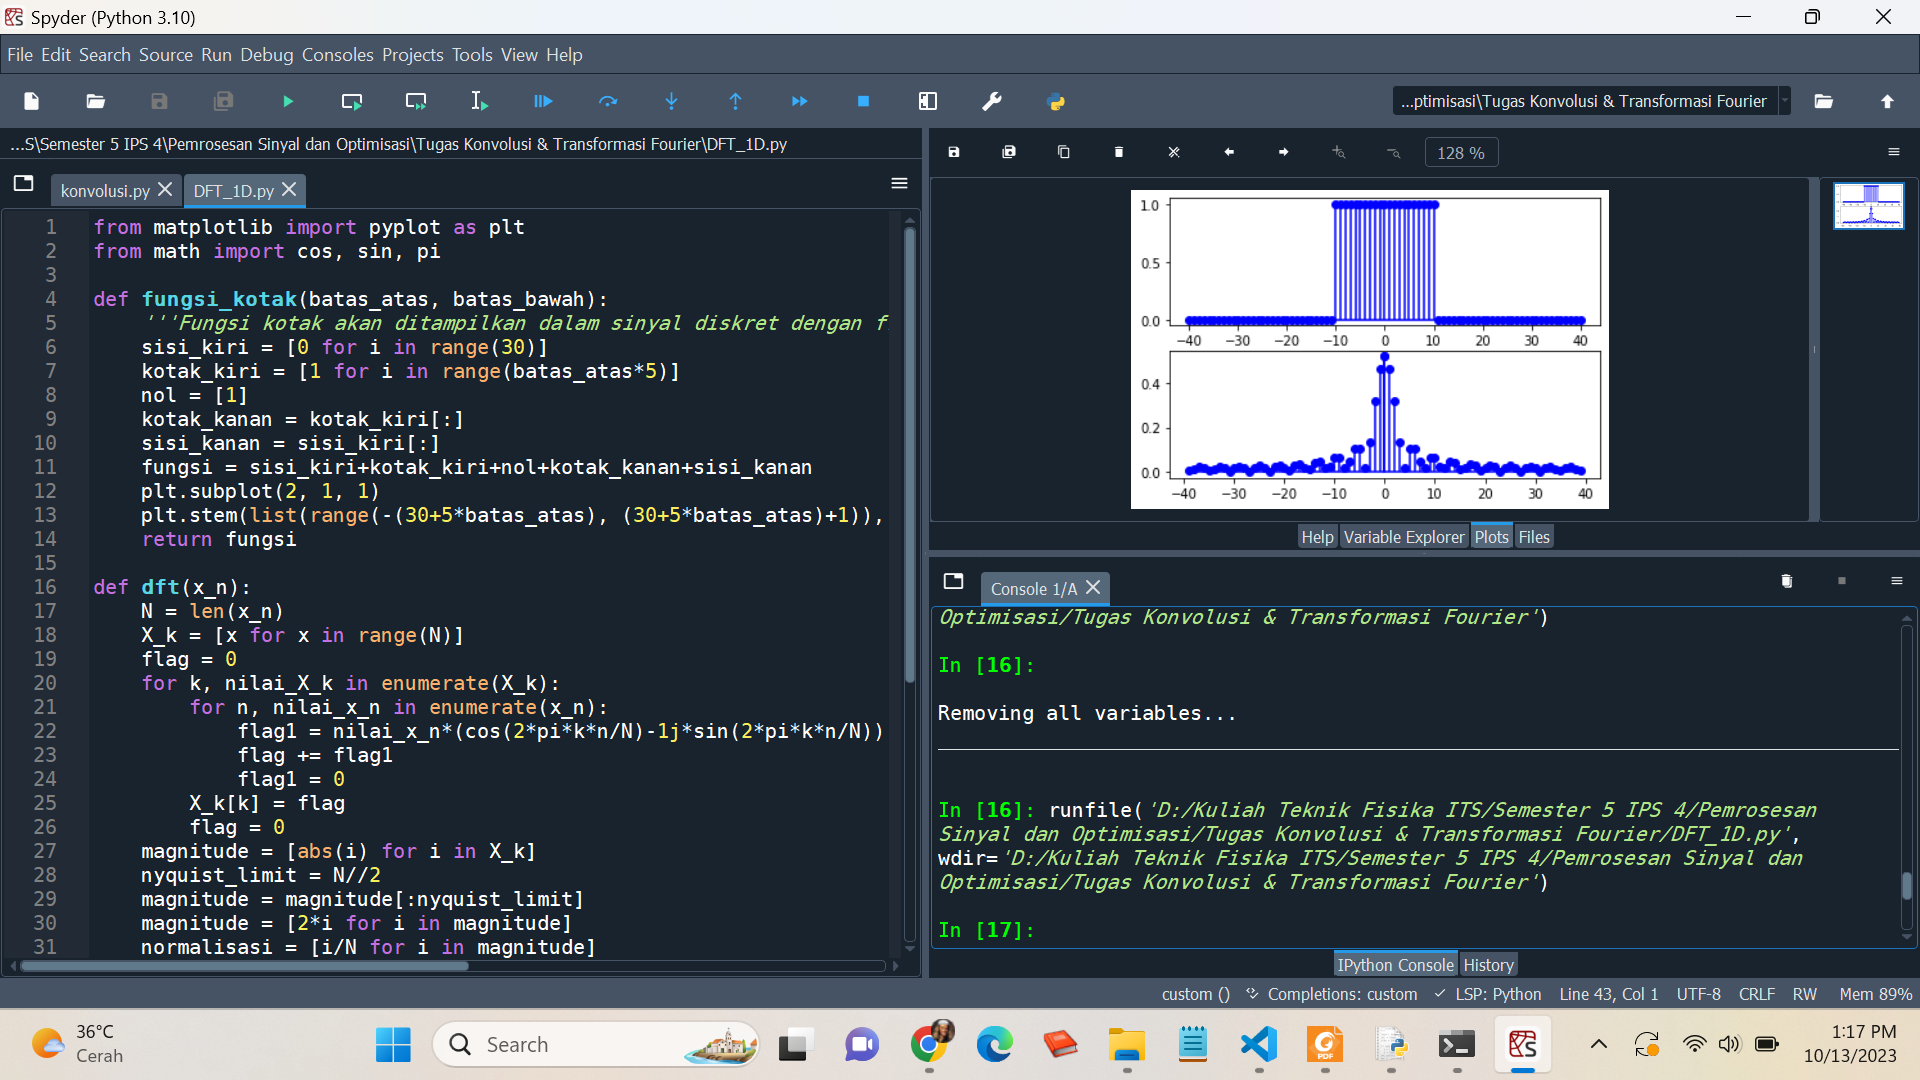 Spyder (Python 3.10)
File Edit Search Source Run Debug Consoles Projects Tools View Help
...ptimisasi\Tugas Konvolusi & Transformasi Fourier
...S\Semester 5 IPS 4\Pemrosesan Sinyal dan Optimisasi\Tugas Konvolusi & Transformasi Fourier\DFT_1D.py
konvolusi.py
DFT_1D.py
1 from matplotlib import pyplot as plt
2 from math import cos, sin, pi
3
4 def fungsi_kotak(batas_atas, batas_bawah):
5 '''Fungsi kotak akan ditampilkan dalam sinyal diskret dengan f
6 sisi_kiri = [0 for i in range(30)]
7 kotak_kiri = [1 for i in range(batas_atas*5)]
8 nol = [1]
9 kotak_kanan = kotak_kiri[:]
10 sisi_kanan = sisi_kiri[:]
11 fungsi = sisi_kiri+kotak_kiri+nol+kotak_kanan+sisi_kanan
12 plt.subplot(2, 1, 1)
13 plt.stem(list(range(-(30+5*batas_atas), (30+5*batas_atas)+1)),
14 return fungsi
15
16 def dft(x_n):
17 N = len(x_n)
18 X_k = [x for x in range(N)]
19 flag = 0
20 for k, nilai_X_k in enumerate(X_k):
21 for n, nilai_x_n in enumerate(x_n):
22 flag1 = nilai_x_n*(cos(2*pi*k*n/N)-1j*sin(2*pi*k*n/N))
23 flag += flag1
24 flag1 = 0
25 X_k[k] = flag
26 flag = 0
27 magnitude = [abs(i) for i in X_k]
28 nyquist_limit = N//2
29 magnitude = magnitude[:nyquist_limit]
30 magnitude = [2*i for i in magnitude]
31 normalisasi = [i/N for i in magnitude]
128 %
1.0
0.5
0.0
−40 −30 −20 −10 0 10 20 30 40
0.4
0.2
0.0
−40 −30 −20 −10 0 10 20 30 40
Help Variable Explorer Plots Files
Console 1/A
Optimisasi/Tugas Konvolusi & Transformasi Fourier')
In [16]:
Removing all variables...
In [16]: runfile('D:/Kuliah Teknik Fisika ITS/Semester 5 IPS 4/Pemrosesan
Sinyal dan Optimisasi/Tugas Konvolusi & Transformasi Fourier/DFT_1D.py',
wdir='D:/Kuliah Teknik Fisika ITS/Semester 5 IPS 4/Pemrosesan Sinyal dan
Optimisasi/Tugas Konvolusi & Transformasi Fourier')
In [17]:
IPython Console History
custom () Completions: custom LSP: Python Line 43, Col 1 UTF-8 CRLF RW Mem 89%
36°C
Cerah
Search
PDF
1:17 PM
10/13/2023